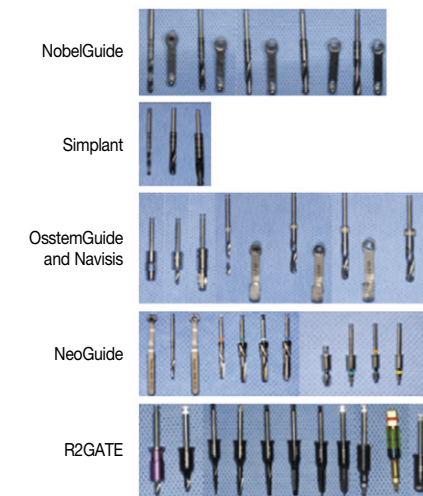 NobelGuide
Simplant
OsstemGuide
and Navisis
NeoGuide
R2GATE